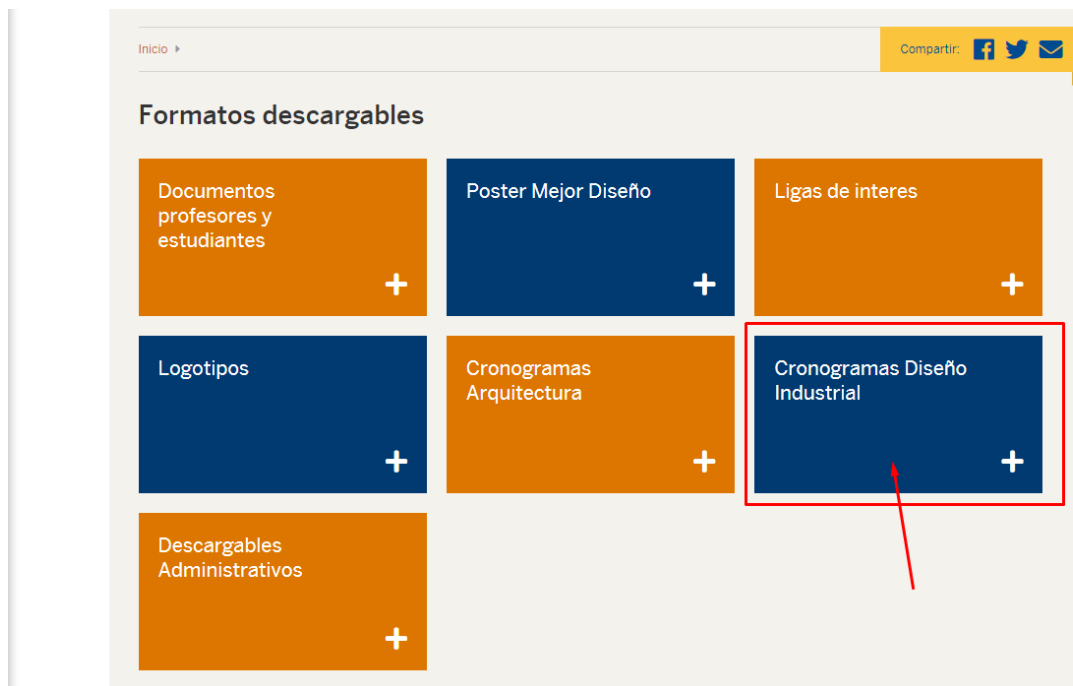 Inicio
Compartir:
Formatos descargables
Documentos
profesores y
estudiantes
Poster Mejor Diseño
Ligas de interes
Logotipos
Cronogramas
Arquitectura
Cronogramas Diseño
Industrial
Descargables
Administrativos